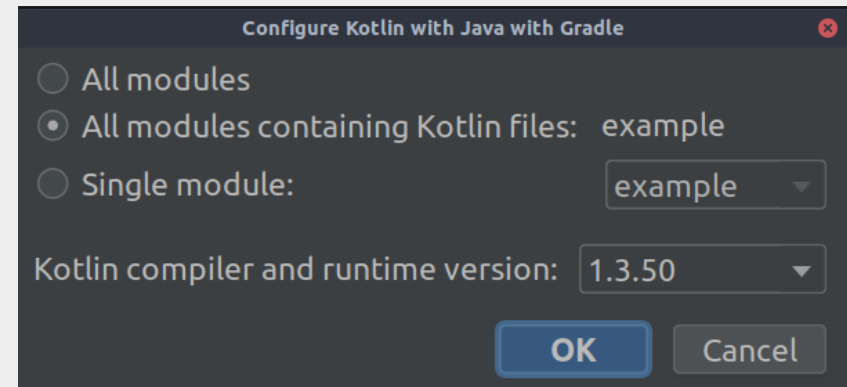 Configure Kotlin with Java with Gradle
All modules
All modules containing Kotlin files: example
Single module: example
Kotlin compiler and runtime version: 1.3.50
OK Cancel